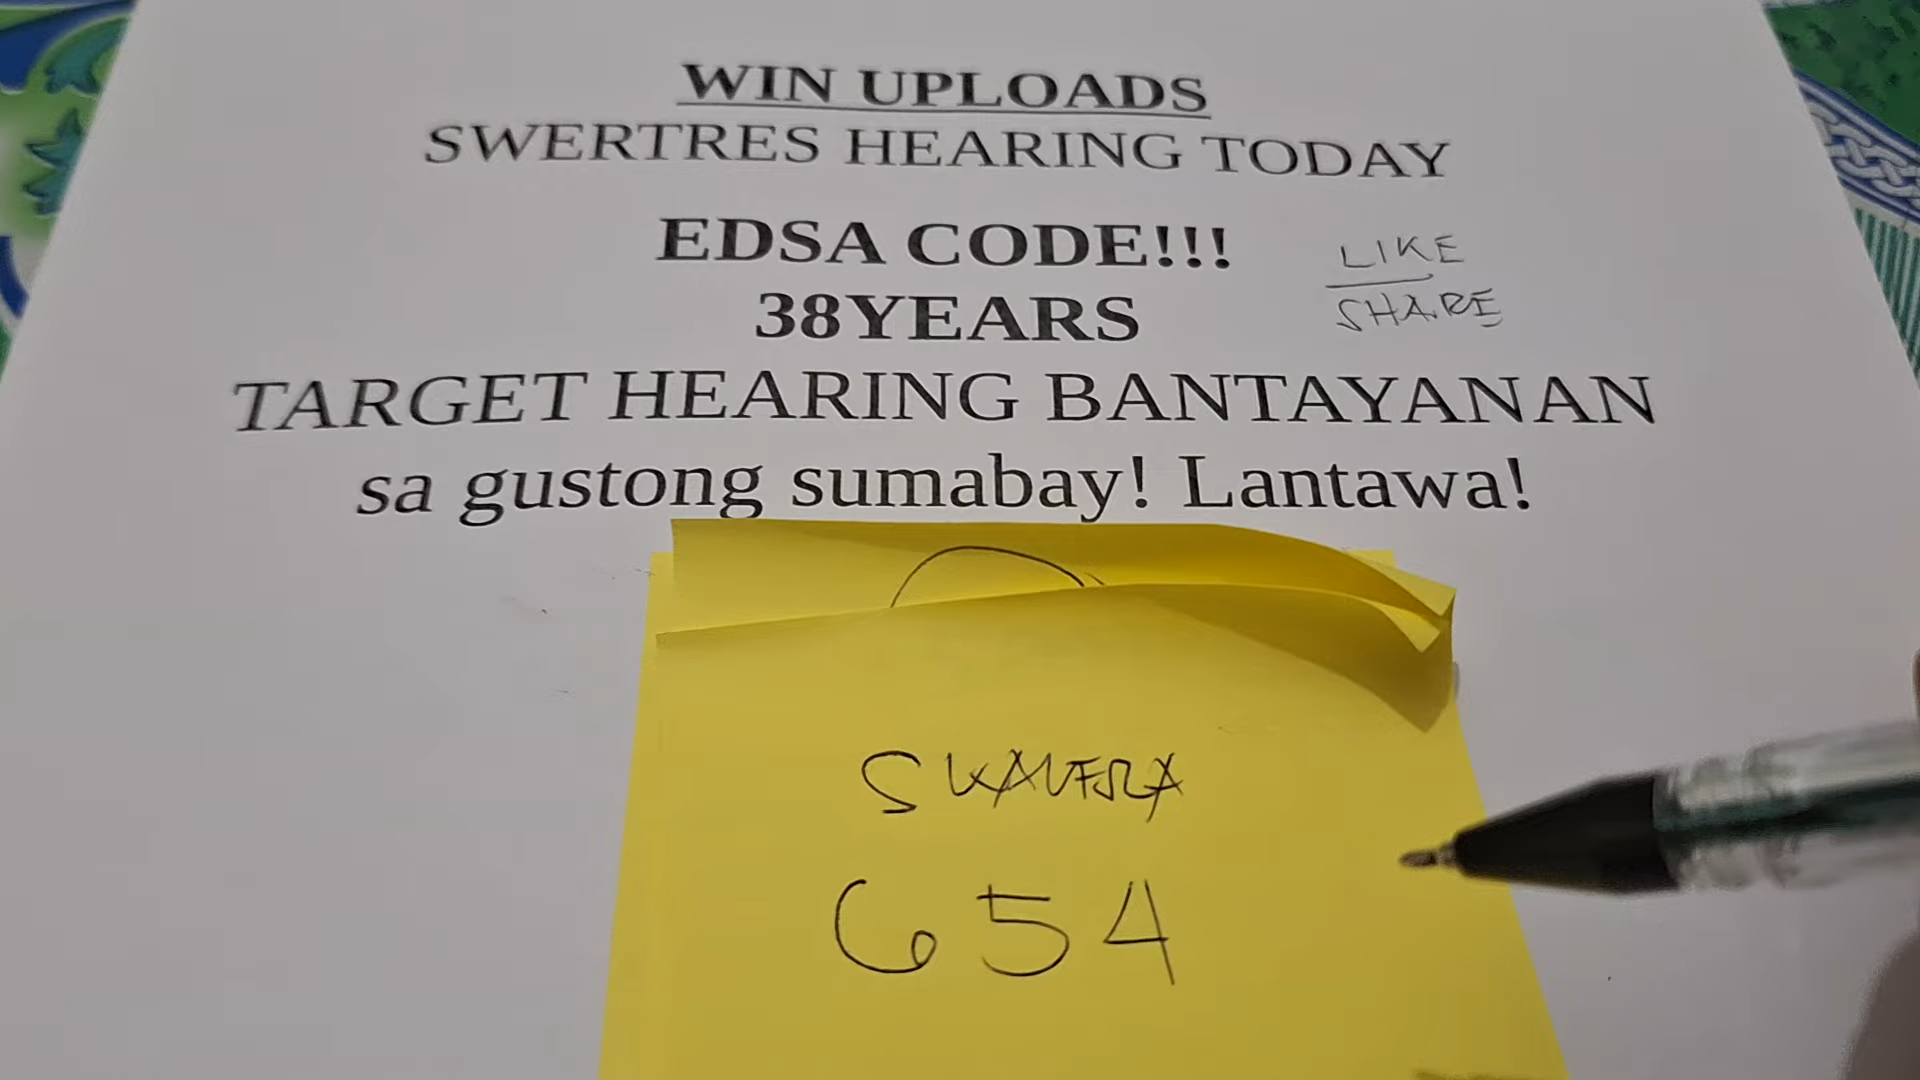 WIN UPLOADS
SWERTRES HEARING TODAY
EDSA CODE!!!
38YEARS
LIKE
SHARE
TARGET HEARING BANTAYANAN
sa gustong sumabay! Lantawa!
654